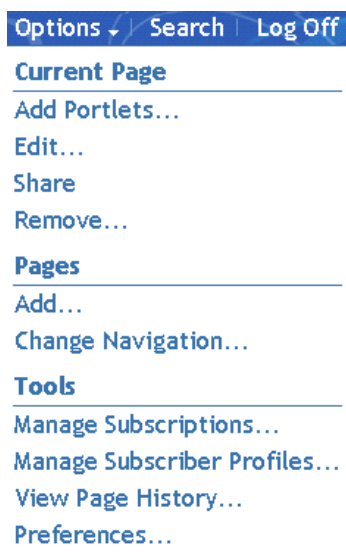 Options Search Log Off
Current Page
Add Portlets...
Edit...
Share
Remove...
Pages
Add...
Change Navigation...
Tools
Manage Subscriptions...
Manage Subscriber Profiles...
View Page History...
Preferences...